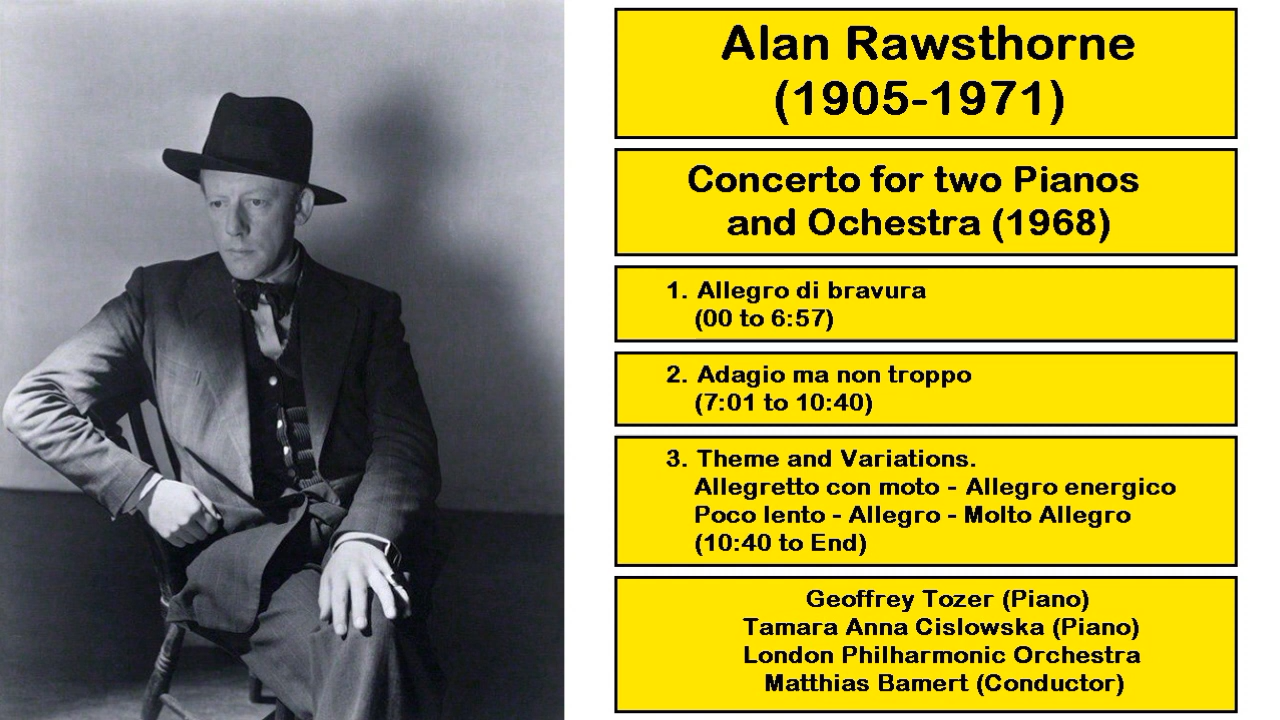 Alan Rawsthorne
(1905-1971)
Concerto for two Pianos
and Ochestra (1968)
1. Allegro di bravura
(00 to 6:57)
2. Adagio ma non troppo
(7:01 to 10:40)
3. Theme and Variations.
Allegretto con moto - Allegro energico
Poco lento - Allegro - Molto Allegro
(10:40 to End)
Geoffrey Tozer (Piano)
Tamara Anna Cislowska (Piano)
London Philharmonic Orchestra
Matthias Bamert (Conductor)